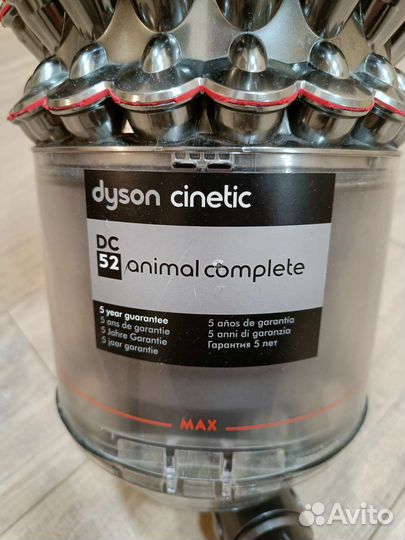 dyson cinetic
DC
52 animal complete
5 year guarantee
5 ans de garantie
5 Jahre Garantie
5 jaar garantie
5 años de garantía
5 anni di garanzia
Гарантия 5 лет
MAX
Avito